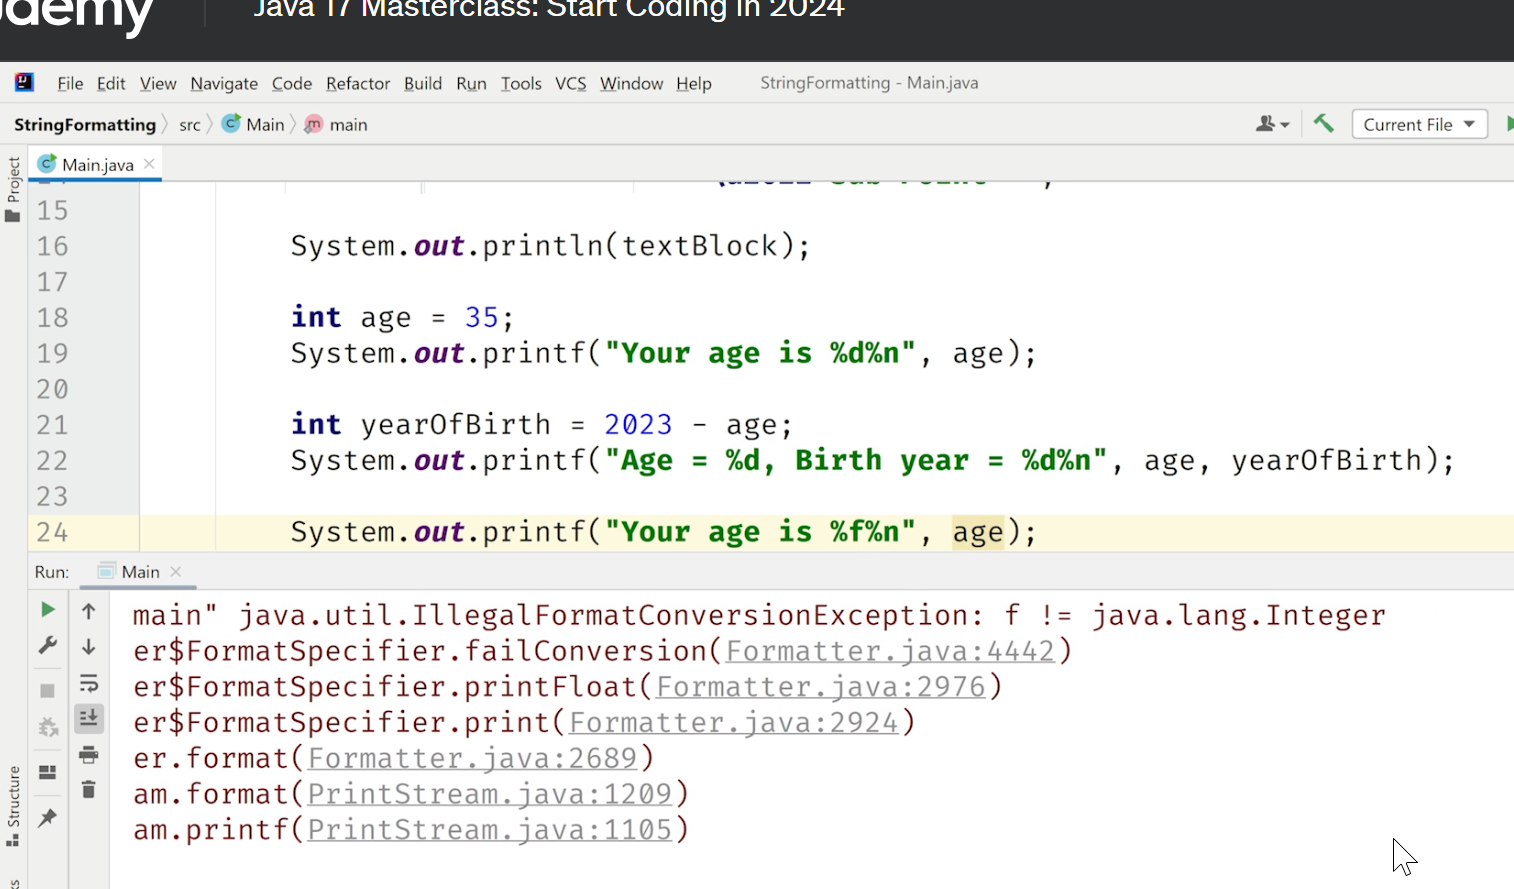 udemy
Java 17 Masterclass: Start Coding in 2024
File Edit View Navigate Code Refactor Build Run Tools VCS Window Help StringFormatting - Main.java
StringFormatting src Main main Current File
Project
Main.java
15
16 System.out.println(textBlock);
17
18 int age = 35;
19 System.out.printf("Your age is %d%n", age);
20
21 int yearOfBirth = 2023 - age;
22 System.out.printf("Age = %d, Birth year = %d%n", age, yearOfBirth);
23
24 System.out.printf("Your age is %f%n", age);
Run: Main
main" java.util.IllegalFormatConversionException: f != java.lang.Integer
er$FormatSpecifier.failConversion(Formatter.java:4442)
er$FormatSpecifier.printFloat(Formatter.java:2976)
er$FormatSpecifier.print(Formatter.java:2924)
er.format(Formatter.java:2689)
am.format(PrintStream.java:1209)
am.printf(PrintStream.java:1105)
Structure